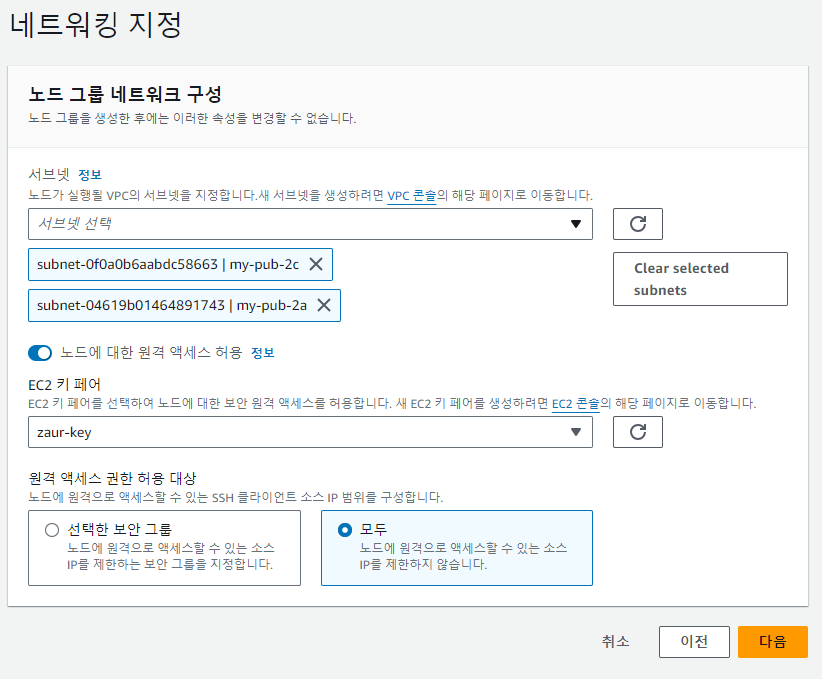 네트워킹 지정
노드 그룹 네트워크 구성
노드 그룹을 생성한 후에는 이러한 속성을 변경할 수 없습니다.
서브넷 정보
노드가 실행될 VPC의 서브넷을 지정합니다.새 서브넷을 생성하려면 VPC 콘솔의 해당 페이지로 이동합니다.
서브넷 선택
subnet-0f0a0b6aabdc58663 | my-pub-2c
subnet-04619b01464891743 | my-pub-2a
Clear selected
subnets
노드에 대한 원격 액세스 허용 정보
EC2 키 페어
EC2 키 페어를 선택하여 노드에 대한 보안 원격 액세스를 허용합니다. 새 EC2 키 페어를 생성하려면 EC2 콘솔의 해당 페이지로 이동합니다.
zaur-key
원격 액세스 권한 허용 대상
노드에 원격으로 액세스할 수 있는 SSH 클라이언트 소스 IP 범위를 구성합니다.
선택한 보안 그룹
노드에 원격으로 액세스할 수 있는 소스
IP를 제한하는 보안 그룹을 지정합니다.
모두
노드에 원격으로 액세스할 수 있는 소스
IP를 제한하지 않습니다.
취소
이전
다음